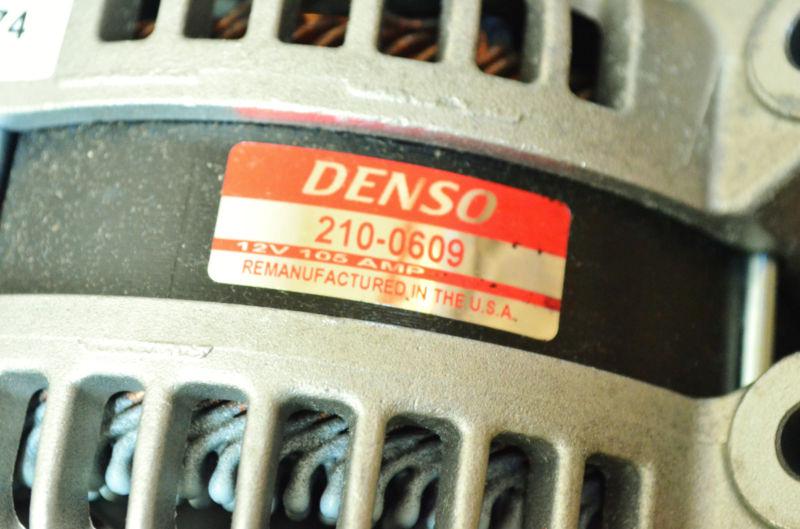 74
DENSO
210-0609
12V 105 AMP
REMANUFACTURED IN THE U.S.A.